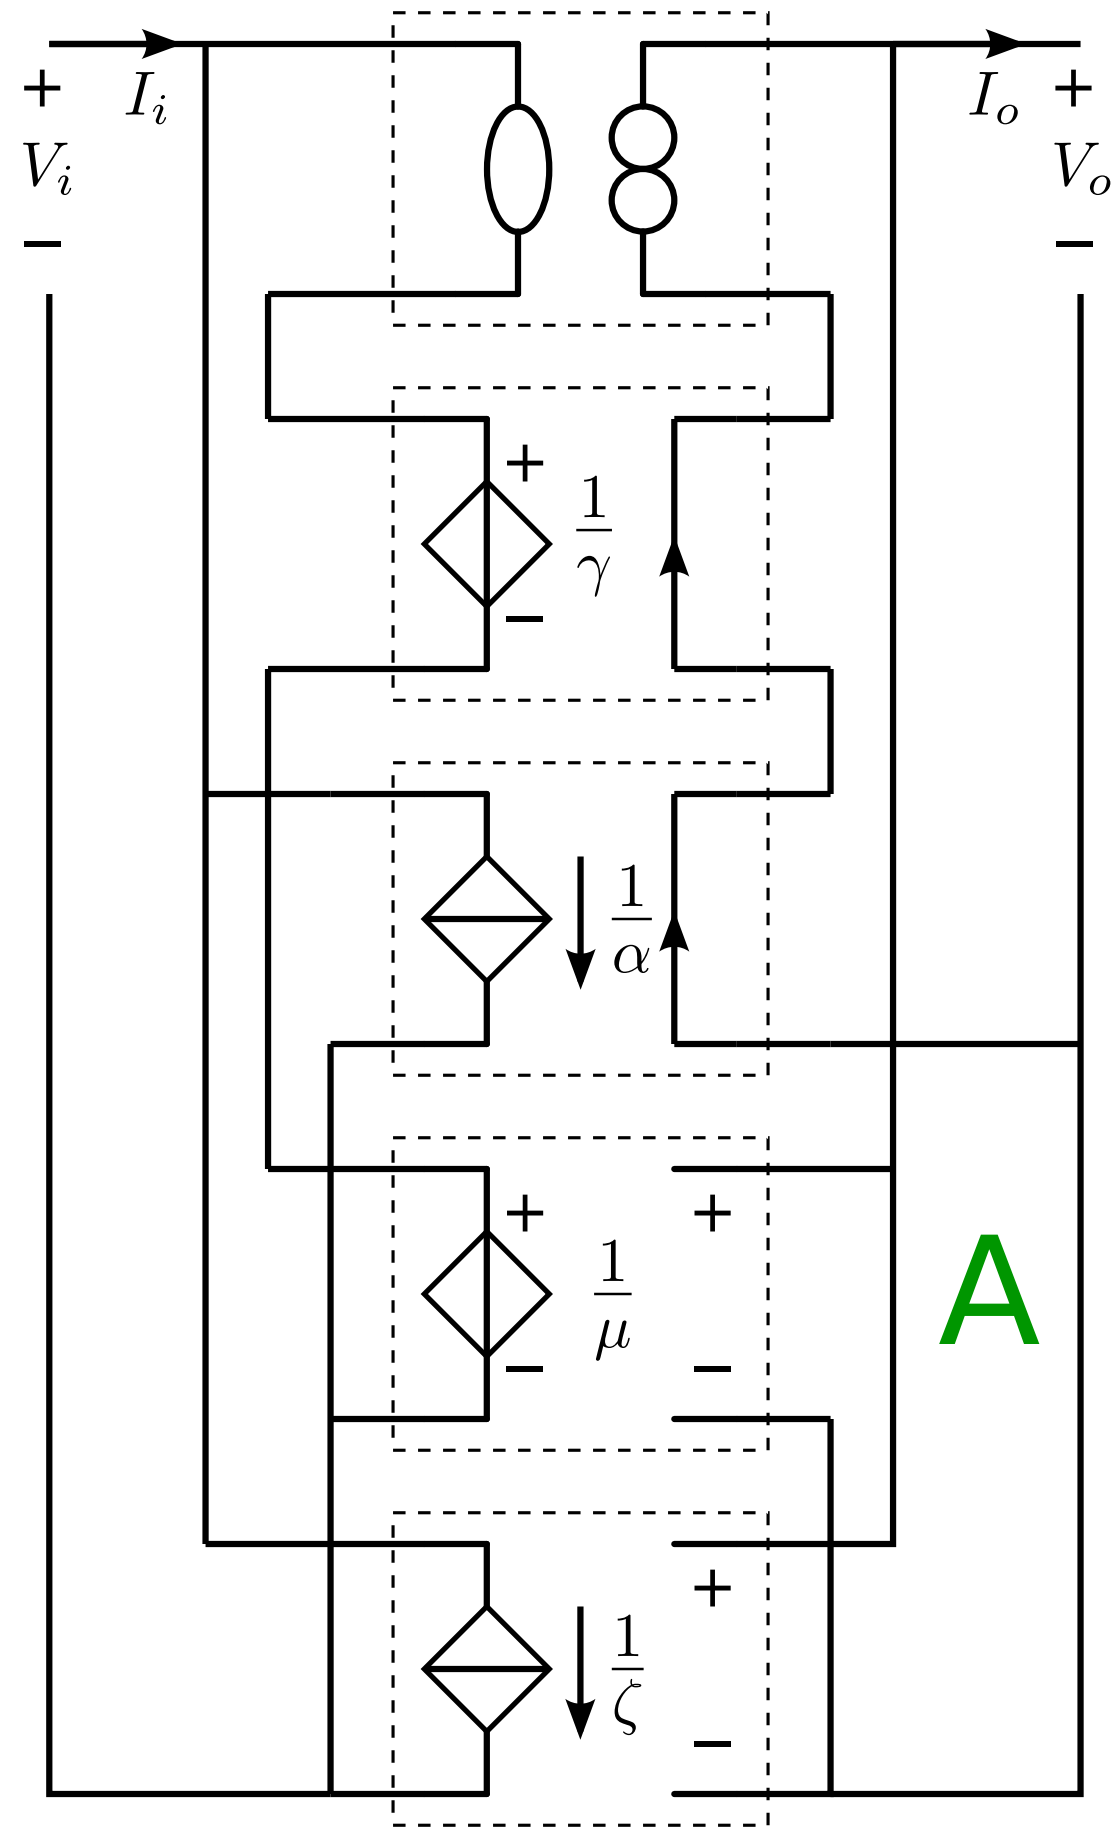 + I_i I_o +
V_i V_o
− −
+ 1/γ
−
1/α
+ 1/μ +
− −
A
+
1/ζ
−